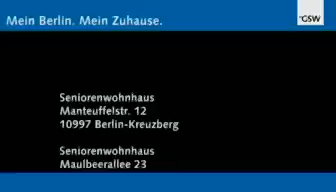 Mein Berlin. Mein Zuhause.
GSW
Seniorenwohnhaus
Manteuffelstr. 12
10997 Berlin-Kreuzberg
Seniorenwohnhaus
Maulbeerallee 23